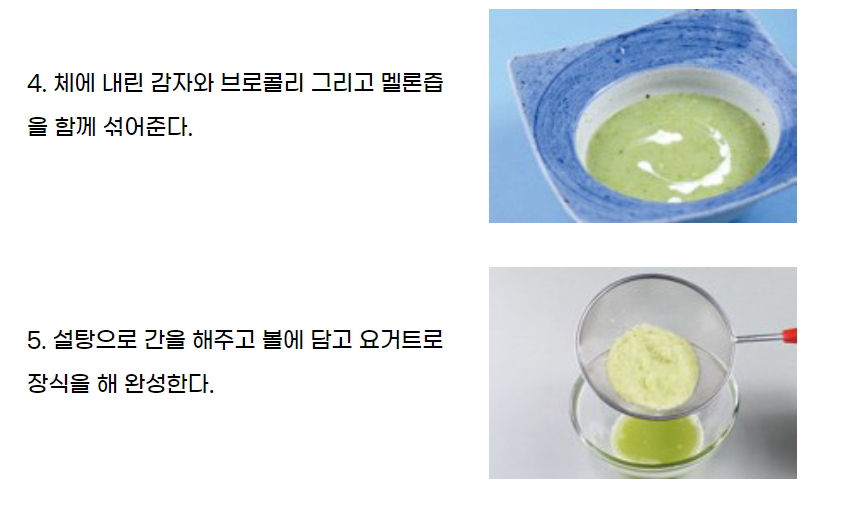 4. 체에 내린 감자와 브로콜리 그리고 멜론즙
을 함께 섞어준다.
5. 설탕으로 간을 해주고 볼에 담고 요거트로
장식을 해 완성한다.